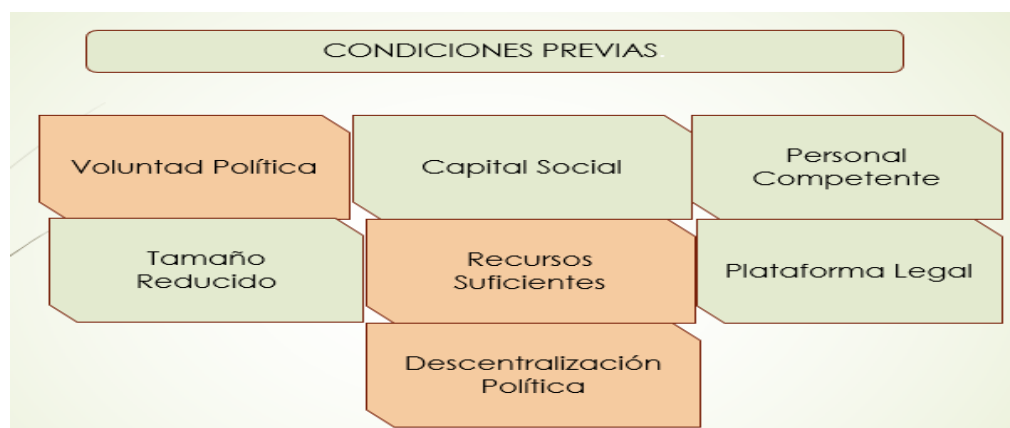 CONDICIONES PREVIAS.
Voluntad Política
Capital Social
Personal
Competente
Tamaño
Reducido
Recursos
Suficientes
Plataforma Legal
Descentralización
Política